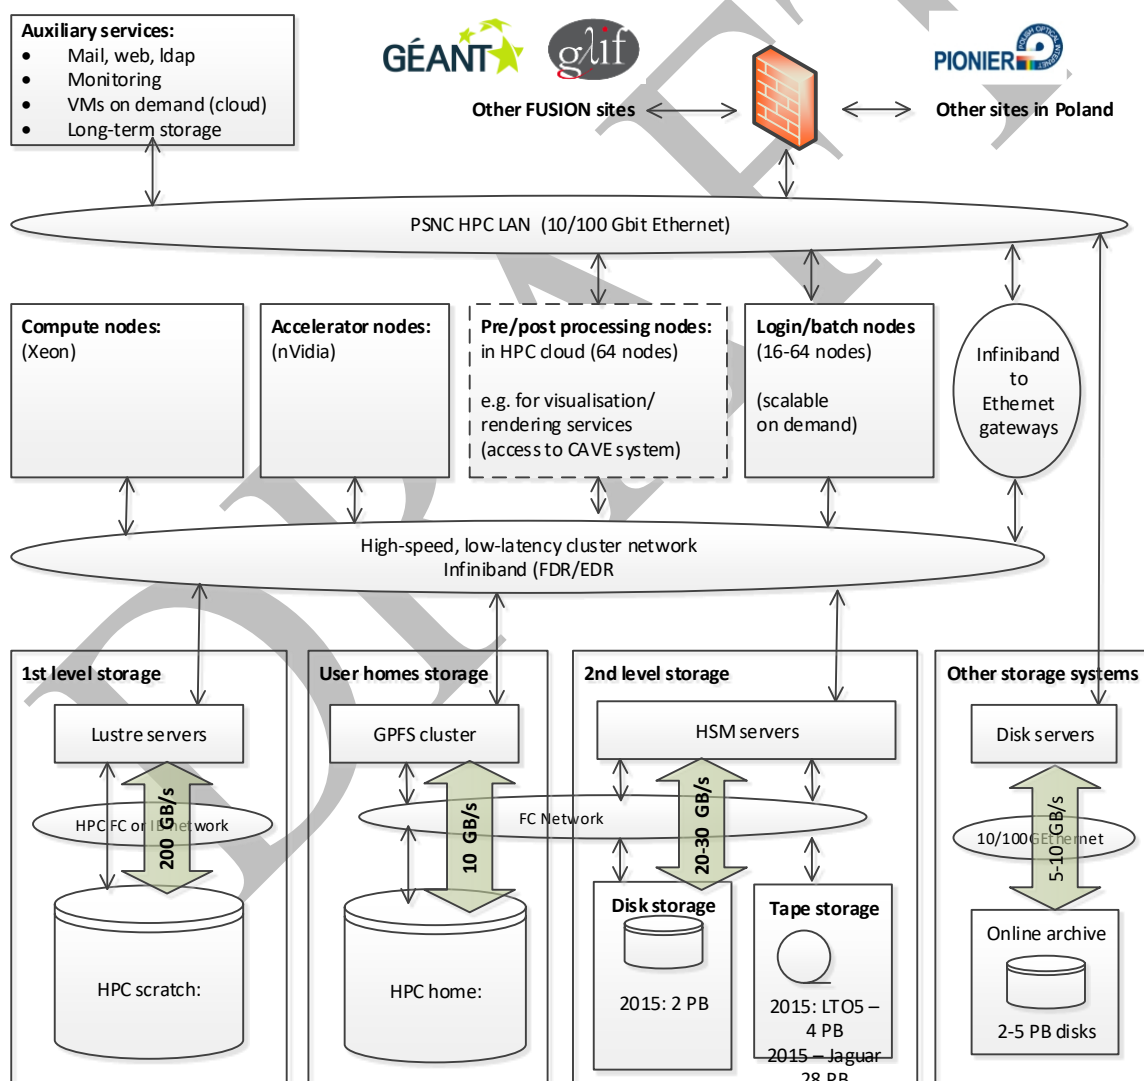 Auxiliary services:
• Mail, web, ldap
• Monitoring
• VMs on demand (cloud)
• Long-term storage
GÉANT
glif
PIONIER
POLISH OPTICAL INTERNET
Other FUSION sites
Other sites in Poland
PSNC HPC LAN (10/100 Gbit Ethernet)
Compute nodes:
(Xeon)
Accelerator nodes:
(nVidia)
Pre/post processing nodes:
in HPC cloud (64 nodes)
e.g. for visualisation/
rendering services
(access to CAVE system)
Login/batch nodes
(16-64 nodes)
(scalable
on demand)
Infiniband
to
Ethernet
gateways
High-speed, low-latency cluster network
Infiniband (FDR/EDR
1st level storage
Lustre servers
HPC FC or IB network
200 GB/s
HPC scratch:
User homes storage
GPFS cluster
10 GB/s
HPC home:
2nd level storage
HSM servers
FC Network
20-30 GB/s
Disk storage
2015: 2 PB
Tape storage
2015: LTO5 –
4 PB
2015 – Jaguar
28 PB
Other storage systems
Disk servers
10/100GEthernet
5-10 GB/s
Online archive
2-5 PB disks
DRAFT